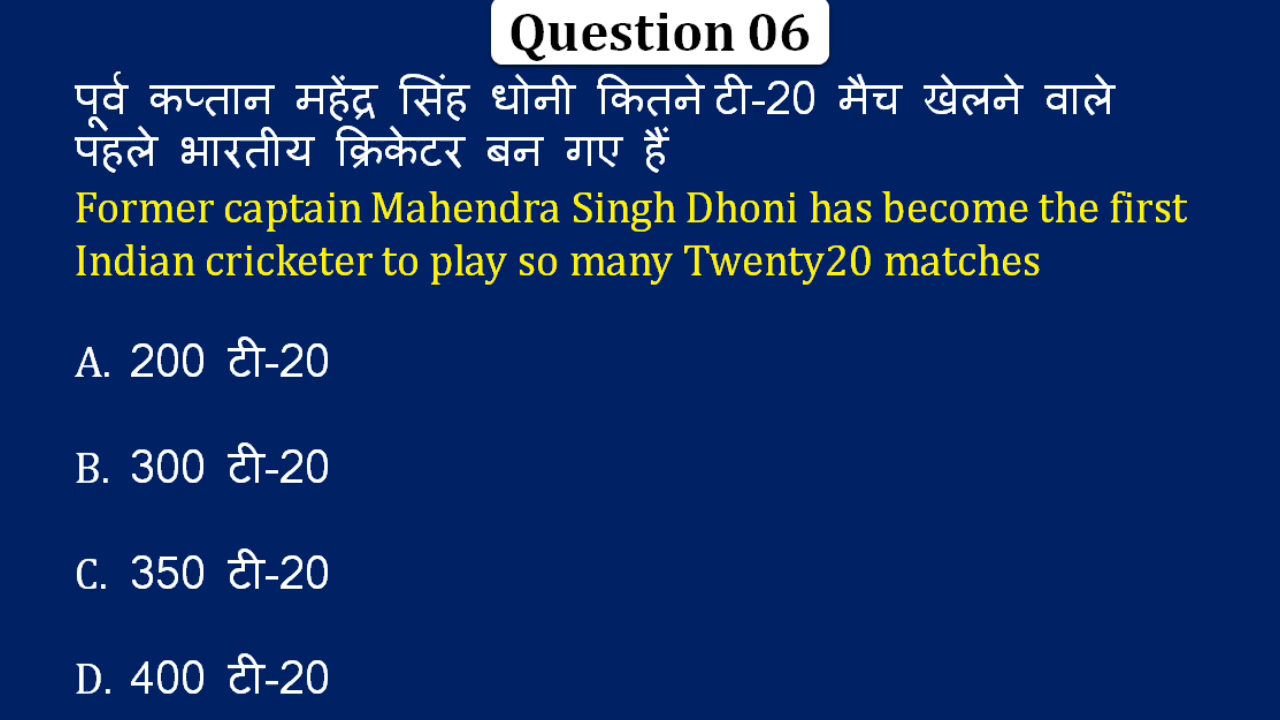 Question 06
पूर्व कप्तान महेंद्र सिंह धोनी कितने टी-20 मैच खेलने वाले
पहले भारतीय क्रिकेटर बन गए हैं
Former captain Mahendra Singh Dhoni has become the first
Indian cricketer to play so many Twenty20 matches
A. 200 टी-20
B. 300 टी-20
C. 350 टी-20
D. 400 टी-20